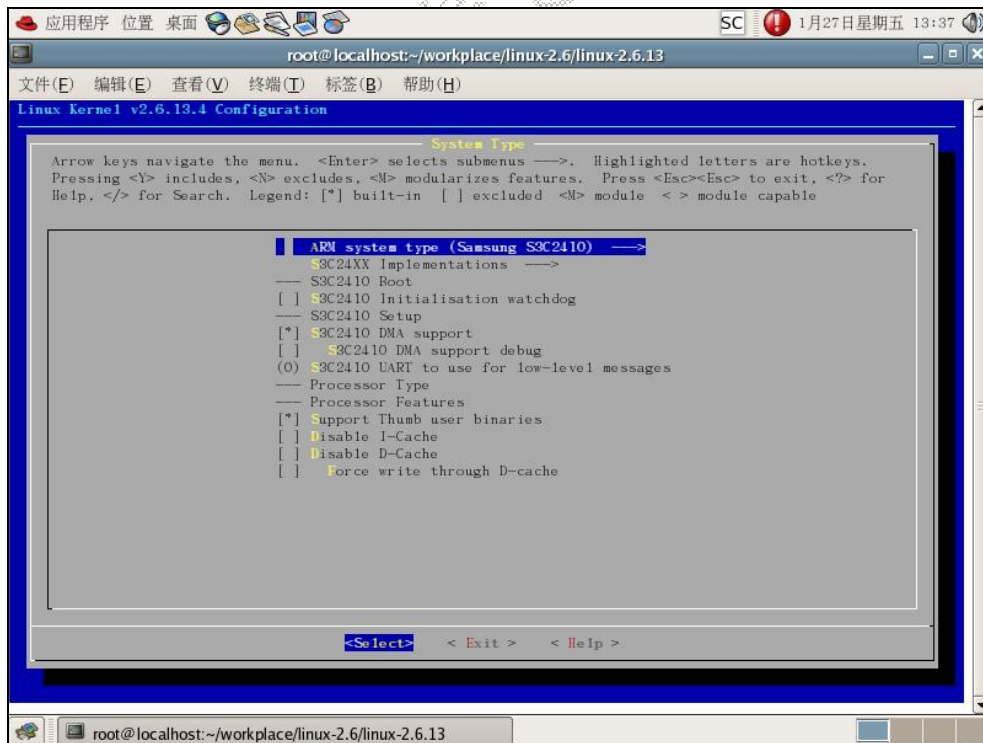 应用程序 位置 桌面 SC 1月27日星期五 13:37
root@localhost:~/workplace/linux-2.6/linux-2.6.13
文件(F) 编辑(E) 查看(V) 终端(T) 标签(B) 帮助(H)
Linux Kernel v2.6.13.4 Configuration
System Type
Arrow keys navigate the menu. <Enter> selects submenus --->. Highlighted letters are hotkeys.
Pressing <Y> includes, <N> excludes, <M> modularizes features. Press <Esc><Esc> to exit, <?> for
Help, </> for Search. Legend: [*] built-in [ ] excluded <M> module < > module capable
ARM system type (Samsung S3C2410) --->
S3C24XX Implementations --->
--- S3C2410 Boot
[ ] S3C2410 Initialisation watchdog
--- S3C2410 Setup
[*] S3C2410 DMA support
[ ] S3C2410 DMA support debug
(0) S3C2410 UART to use for low-level messages
--- Processor Type
--- Processor Features
[*] Support Thumb user binaries
[ ] Disable I-Cache
[ ] Disable D-Cache
[ ] Force write through D-cache
<Select> < Exit > < Help >
root@localhost:~/workplace/linux-2.6/linux-2.6.13